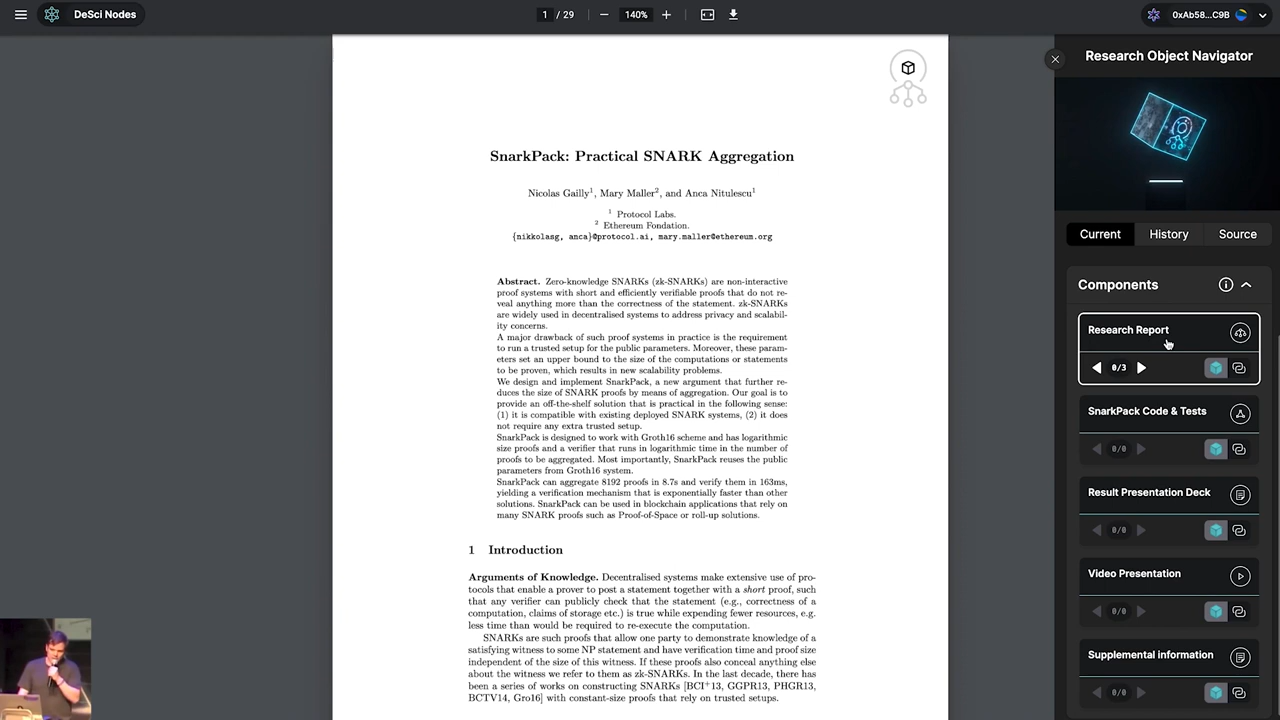 DeSci Nodes
1 / 29
140%
0xAb58...C9B
Research Object Navigator
SnarkPack: Practical SNARK Aggregation
Nicolas Gailly1, Mary Maller2, and Anca Nitulescu1
1 Protocol Labs.
2 Ethereum Fondation.
{nikkolasg, anca}@protocol.ai, mary.maller@ethereum.org
Abstract. Zero-knowledge SNARKs (zk-SNARKs) are non-interactive
proof systems with short and efficiently verifiable proofs that do not re-
veal anything more than the correctness of the statement. zk-SNARKs
are widely used in decentralised systems to address privacy and scalabil-
ity concerns.
A major drawback of such proof systems in practice is the requirement
to run a trusted setup for the public parameters. Moreover, these param-
eters set an upper bound to the size of the computations or statements
to be proven, which results in new scalability problems.
We design and implement SnarkPack, a new argument that further re-
duces the size of SNARK proofs by means of aggregation. Our goal is to
provide an off-the-shelf solution that is practical in the following sense:
(1) it is compatible with existing deployed SNARK systems, (2) it does
not require any extra trusted setup.
SnarkPack is designed to work with Groth16 scheme and has logarithmic
size proofs and a verifier that runs in logarithmic time in the number of
proofs to be aggregated. Most importantly, SnarkPack reuses the public
parameters from Groth16 system.
SnarkPack can aggregate 8192 proofs in 8.7s and verify them in 163ms,
yielding a verification mechanism that is exponentially faster than other
solutions. SnarkPack can be used in blockchain applications that rely on
many SNARK proofs such as Proof-of-Space or roll-up solutions.
1 Introduction
Arguments of Knowledge. Decentralised systems make extensive use of pro-
tocols that enable a prover to post a statement together with a short proof, such
that any verifier can publicly check that the statement (e.g., correctness of a
computation, claims of storage etc.) is true while expending fewer resources, e.g.
less time than would be required to re-execute the computation.
SNARKs are such proofs that allow one party to demonstrate knowledge of a
satisfying witness to some NP statement and have verification time and proof size
independent of the size of this witness. If these proofs also conceal anything else
about the witness we refer to them as zk-SNARKs. In the last decade, there has
been a series of works on constructing SNARKs [BCI+13, GGPR13, PHGR13,
BCTV14, Gro16] with constant-size proofs that rely on trusted setups.
Current History Source
Components
Research Report
0/3
SnarkPack Code & Tests
0/0
Raise Presentation Deck
0/0
Video Presentation
0/0
Supplemental information
0/0